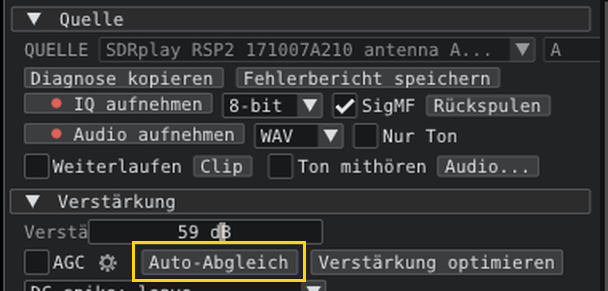 Quelle
QUELLE SDRplay RSP2 171007A210 antenna A... A
Diagnose kopieren Fehlerbericht speichern
IQ aufnehmen 8-bit SigMF Rückspulen
Audio aufnehmen WAV Nur Ton
Weiterlaufen Clip Ton mithören Audio...
Verstärkung
Verstä 59 dB
AGC Auto-Abgleich Verstärkung optimieren